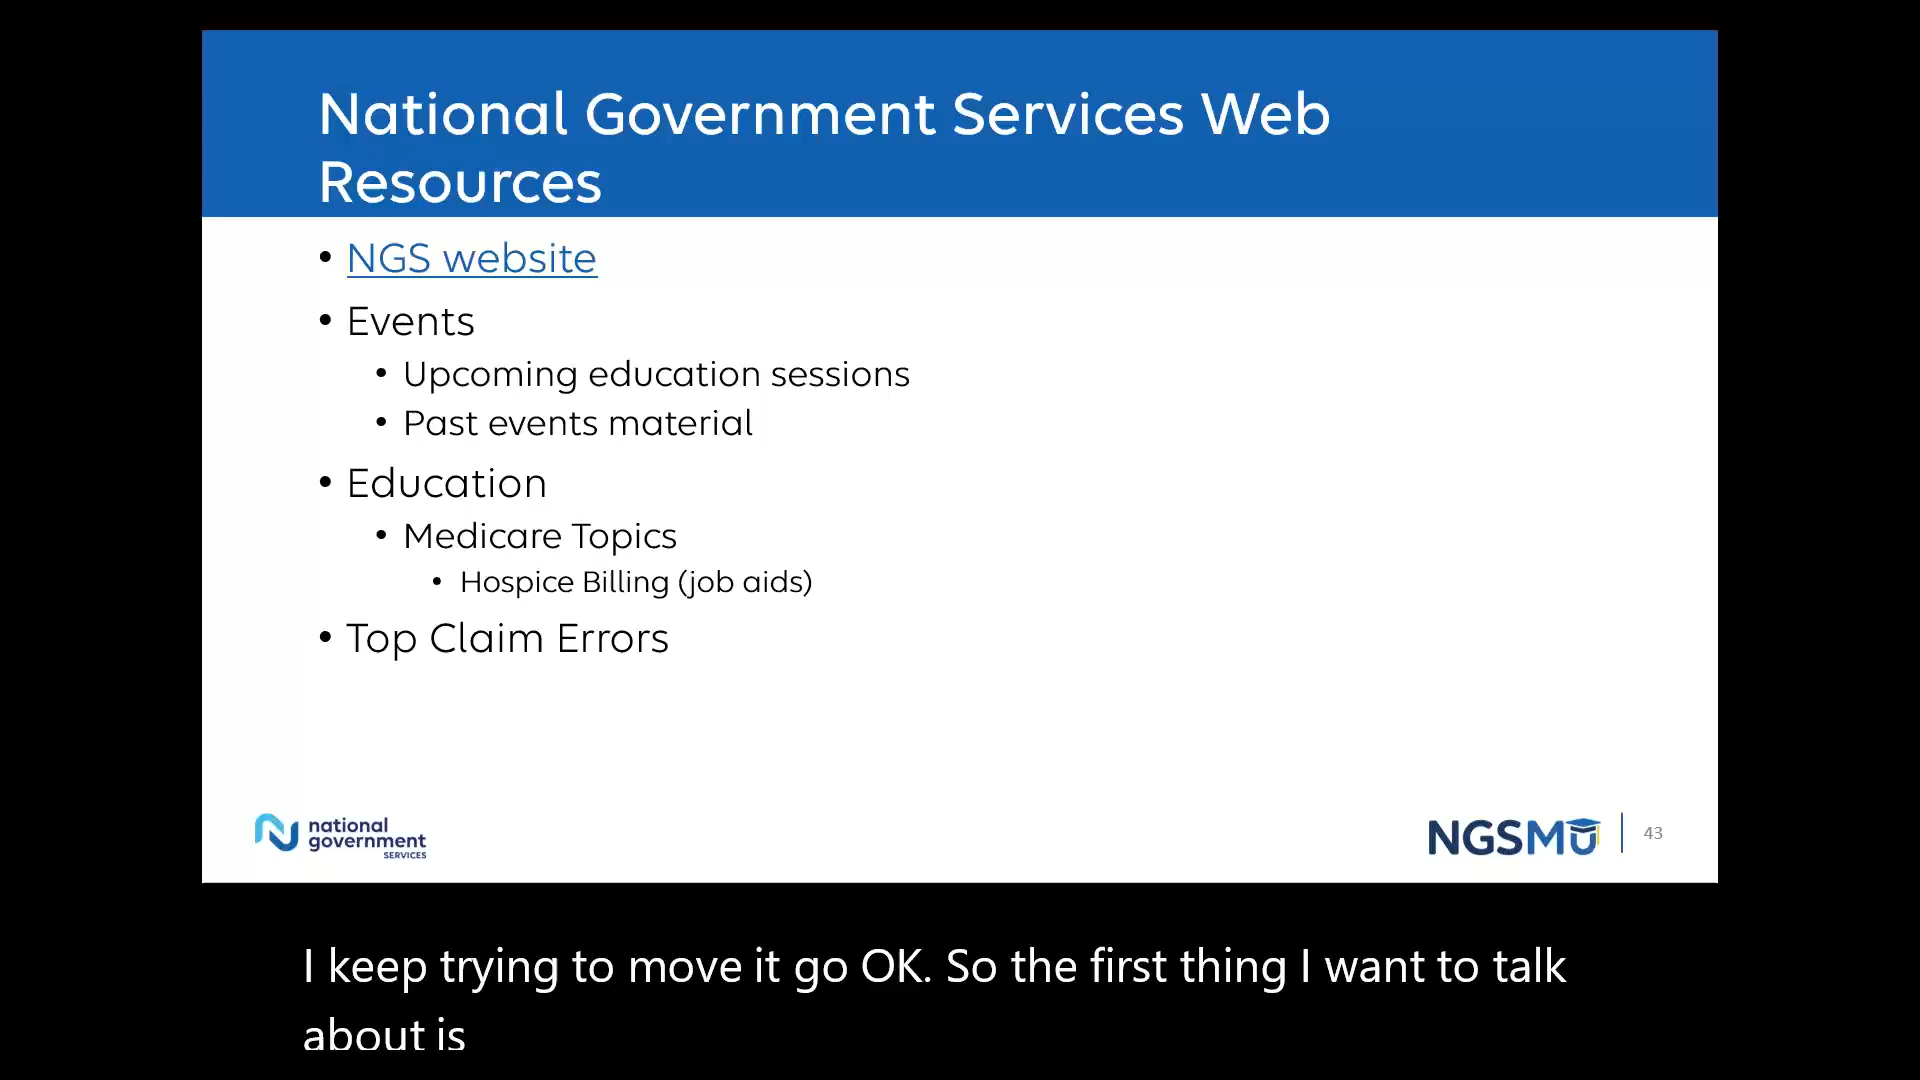 National Government Services Web
Resources
• NGS website
• Events
• Upcoming education sessions
• Past events material
• Education
• Medicare Topics
• Hospice Billing (job aids)
• Top Claim Errors
national
government
SERVICES
NGSMU
43
I keep trying to move it go OK. So the first thing I want to talk
about is